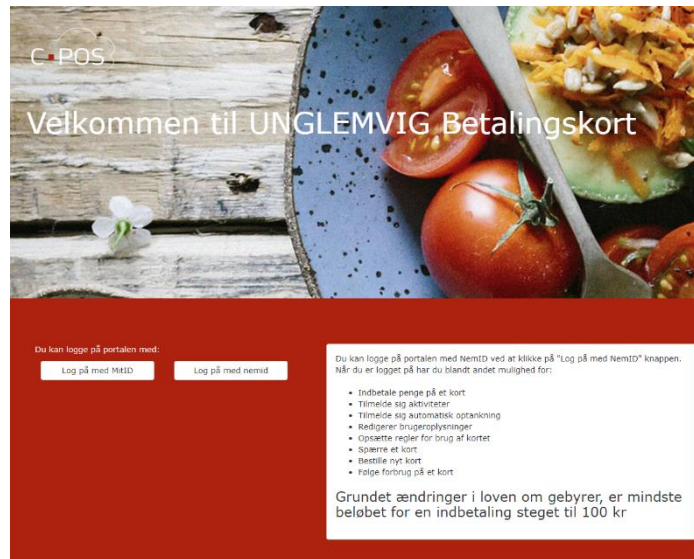 C POS
Velkommen til UNGLEMVIG Betalingskort
Du kan logge på portalen med:
Log på med MitID
Log på med nemid
Du kan logge på portalen med NemID ved at klikke på "Log på med NemID" knappen.
Når du er logget på har du blandt andet mulighed for:
Indbetale penge på et kort
Tilmelde sig aktiviteter
Tilmelde sig automatisk optankning
Redigerer brugeroplysninger
Opsætte regler for brug af kortet
Spærre et kort
Bestille nyt kort
Følge forbrug på et kort
Grundet ændringer i loven om gebyrer, er mindste
beløbet for en indbetaling steget til 100 kr